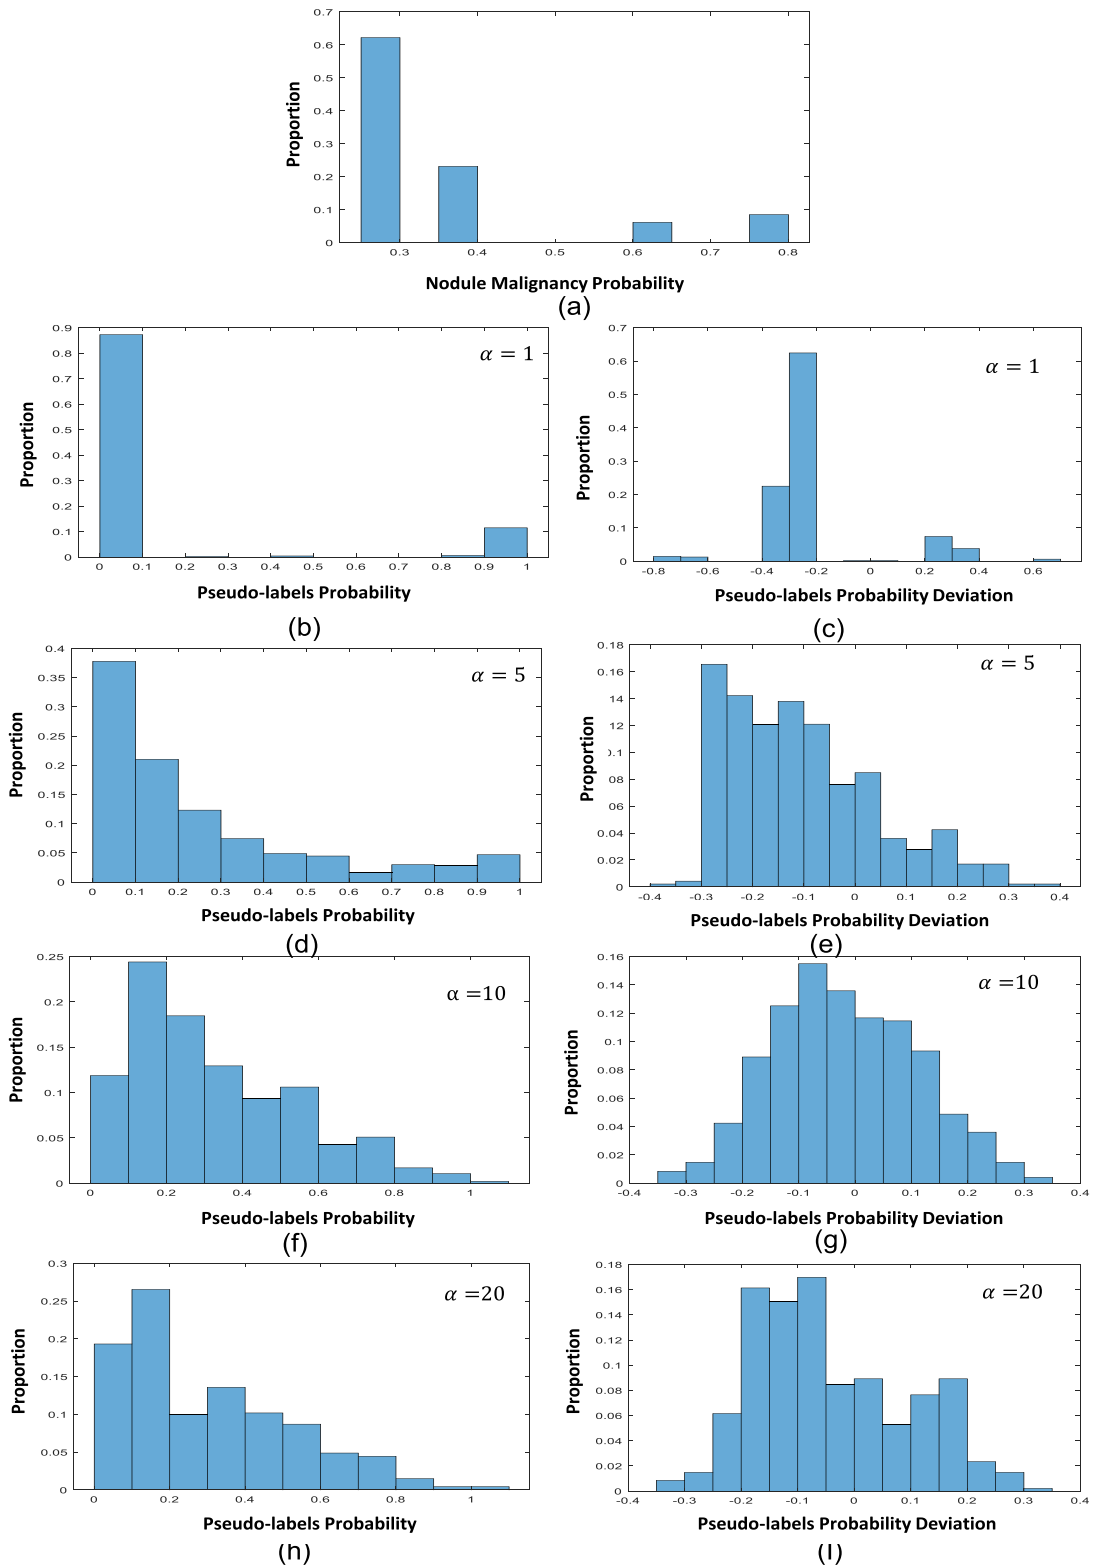 0.7
0.6
0.5
0.4
0.3
0.2
0.1
0
Proportion
0.3 0.4 0.5 0.6 0.7 0.8
Nodule Malignancy Probability
(a)
0.9
0.8
0.7
0.6
0.5
0.4
0.3
0.2
0.1
0
Proportion
α = 1
0 0.1 0.2 0.3 0.4 0.5 0.6 0.7 0.8 0.9 1
Pseudo-labels Probability
(b)
0.7
0.6
0.5
0.4
0.3
0.2
0.1
0
Proportion
α = 1
-0.8 -0.6 -0.4 -0.2 0 0.2 0.4 0.6
Pseudo-labels Probability Deviation
(c)
0.4
0.35
0.3
0.25
0.2
0.15
0.1
0.05
0
Proportion
α = 5
0 0.1 0.2 0.3 0.4 0.5 0.6 0.7 0.8 0.9 1
Pseudo-labels Probability
(d)
0.18
0.16
14
12
0.1
08
06
0.04
0.02
0
Proportion
α = 5
-0.4 -0.3 -0.2 -0.1 0 0.1 0.2 0.3 0.4
Pseudo-labels Probability Deviation
(e)
0.25
0.2
0.15
0.1
0.05
0
Proportion
α =10
0 0.2 0.4 0.6 0.8 1
Pseudo-labels Probability
(f)
0.16
0.14
0.12
0.1
0.08
0.06
0.04
0.02
0
Proportion
α =10
-0.4 -0.3 -0.2 -0.1 0 0.1 0.2 0.3 0.4
Pseudo-labels Probability Deviation
(g)
0.3
0.25
0.2
0.15
0.1
0.05
0
Proportion
α =20
0 0.2 0.4 0.6 0.8 1
Pseudo-labels Probability
(h)
0.18
0.16
0.14
0.12
0.1
0.08
0.06
0.04
0.02
0
Proportion
α =20
-0.4 -0.3 -0.2 -0.1 0 0.1 0.2 0.3 0.4
Pseudo-labels Probability Deviation
(I)